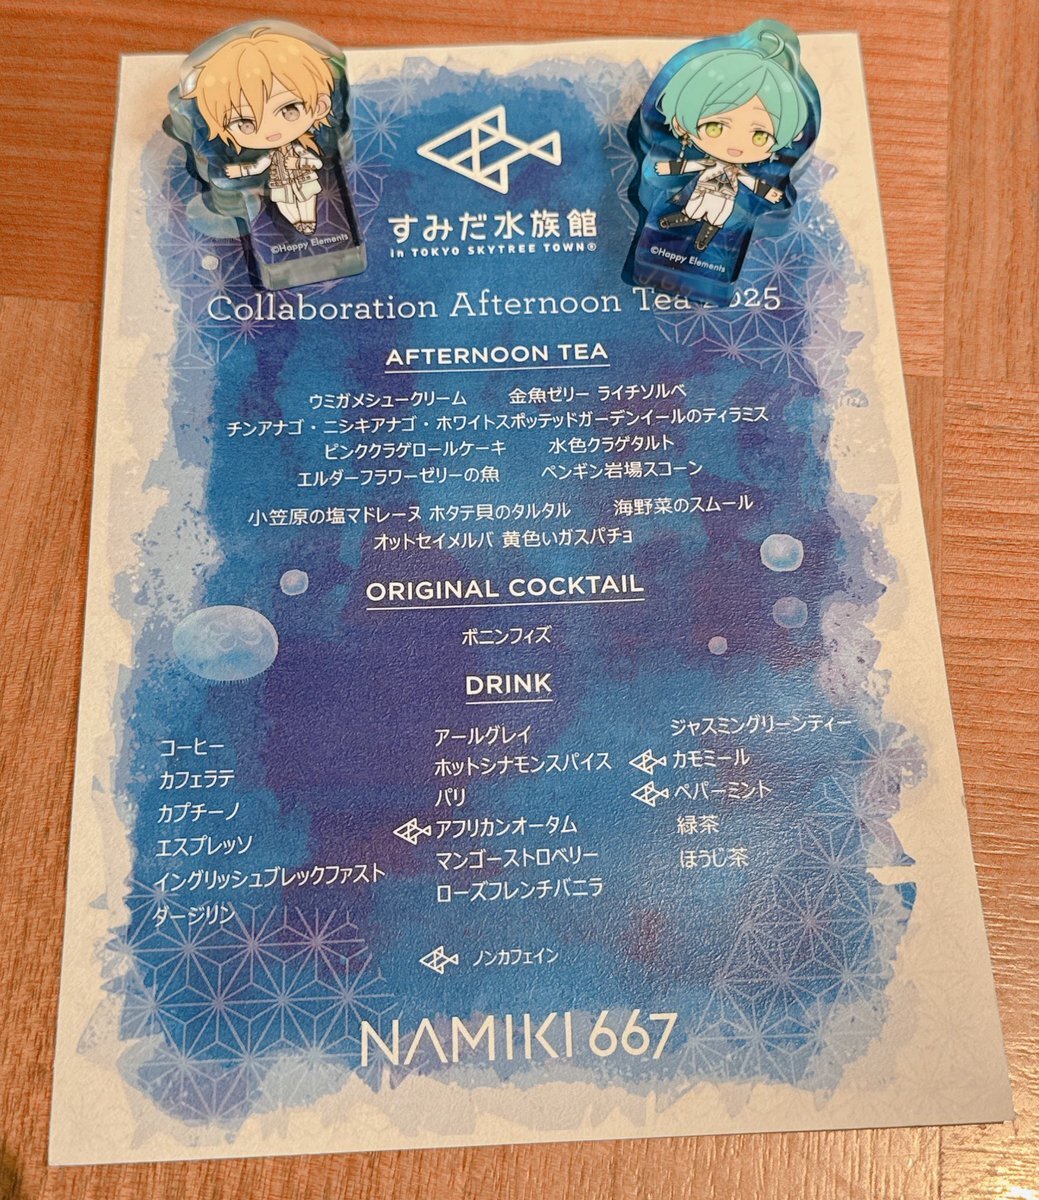 ©Happy Elements
©Happy Elements
すみだ水族館
in TOKYO SKYTREE TOWN®
Collaboration Afternoon Tea 2025
AFTERNOON TEA
ウミガメシュークリーム 金魚ゼリー ライチソルベ
チンアナゴ・ニシキアナゴ・ホワイトスポッテッドガーデンイールのティラミス
ピンククラゲロールケーキ 水色クラゲタルト
エルダーフラワーゼリーの魚 ペンギン岩場スコーン
小笠原の塩マドレーヌ ホタテ貝のタルタル 海野菜のスムール
オットセイメルバ 黄色いガスパチョ
ORIGINAL COCKTAIL
ボニンフィズ
DRINK
コーヒー
カフェラテ
カプチーノ
エスプレッソ
イングリッシュブレックファスト
ダージリン
アールグレイ
ホットシナモンスパイス
パリ
アフリカンオータム
マンゴーストロベリー
ローズフレンチバニラ
ジャスミングリーンティー
カモミール
ペパーミント
緑茶
ほうじ茶
ノンカフェイン
NAMIKI 667